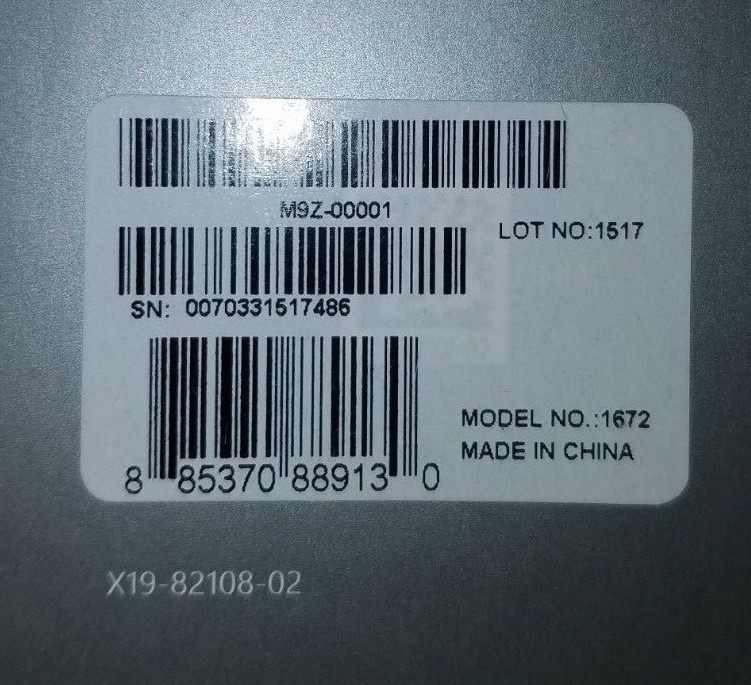 M9Z-00001
LOT NO:1517
SN: 0070331517486
MODEL NO.:1672
MADE IN CHINA
8 85370 88913 0
X19-82108-02